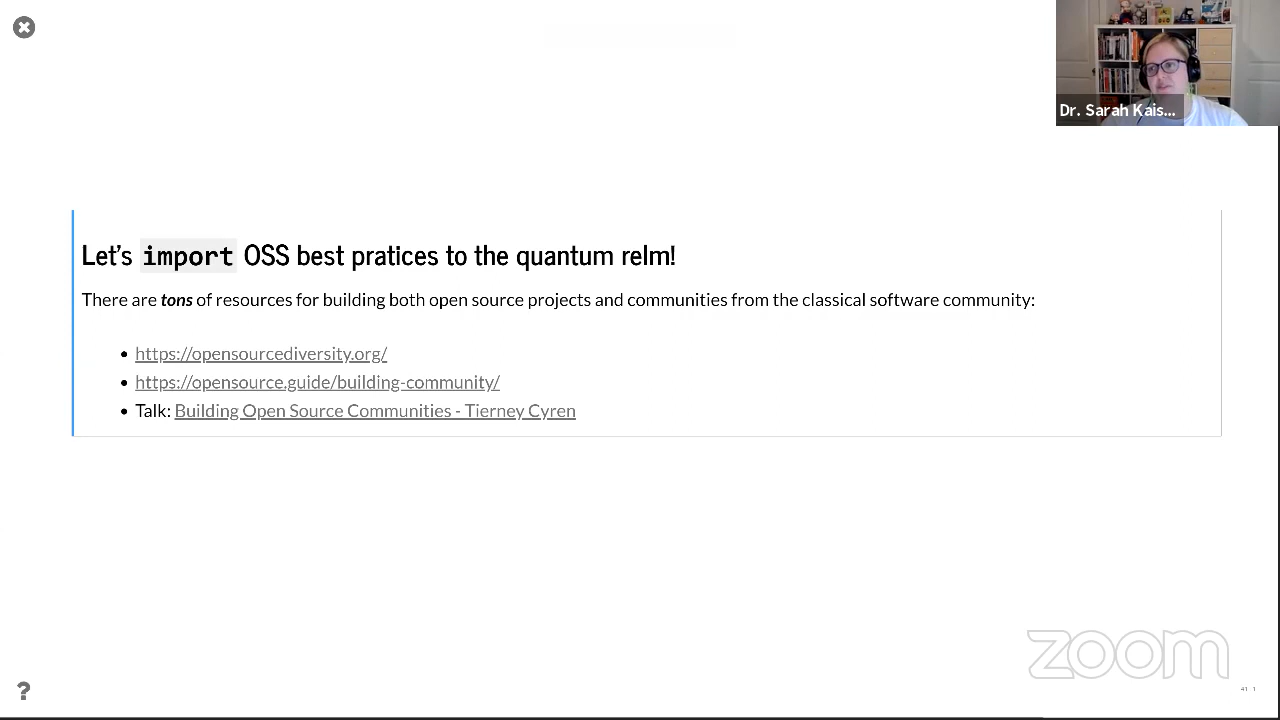 Dr. Sarah Kais...
Let's import OSS best pratices to the quantum relm!
There are tons of resources for building both open source projects and communities from the classical software community:
https://opensourcediversity.org/
https://opensource.guide/building-community/
Talk: Building Open Source Communities - Tierney Cyren
zoom
?